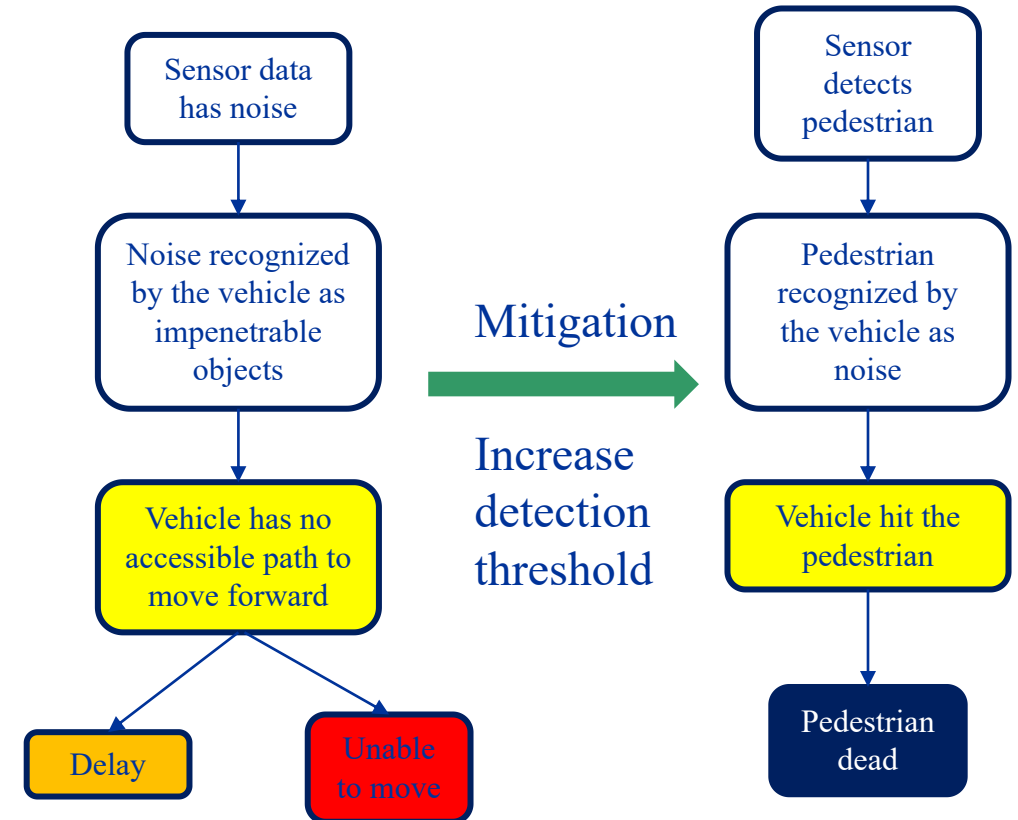 Sensor data
has noise
Noise recognized
by the vehicle as
impenetrable
objects
Vehicle has no
accessible path to
move forward
Delay
Unable
to move
Mitigation
Increase
detection
threshold
Sensor
detects
pedestrian
Pedestrian
recognized by
the vehicle as
noise
Vehicle hit the
pedestrian
Pedestrian
dead